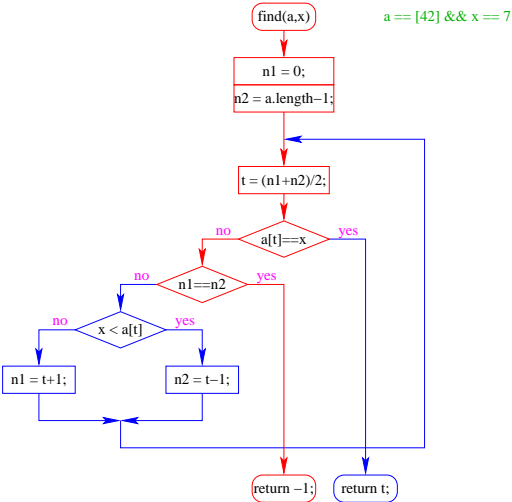 find(a,x)
a == [42] && x == 7
n1 = 0;
n2 = a.length−1;
t = (n1+n2)/2;
a[t]==x
no
yes
n1==n2
no
yes
x < a[t]
no
yes
n1 = t+1;
n2 = t−1;
return −1;
return t;